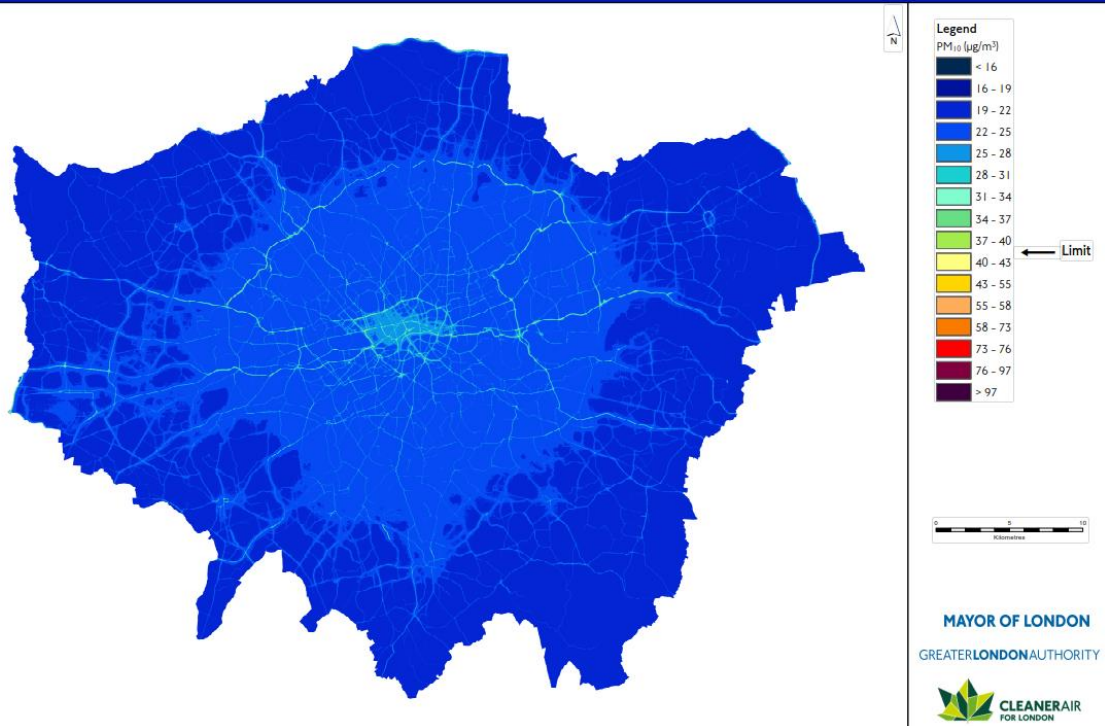 N
Legend
PM₁₀ (µg/m³)
< 16
16 - 19
19 - 22
22 - 25
25 - 28
28 - 31
31 - 34
34 - 37
37 - 40
40 - 43
43 - 55
55 - 58
58 - 73
73 - 76
76 - 97
> 97
Limit
0 5 10
Kilometres
MAYOR OF LONDON
GREATERLONDONAUTHORITY
CLEANERAIR
FOR LONDON